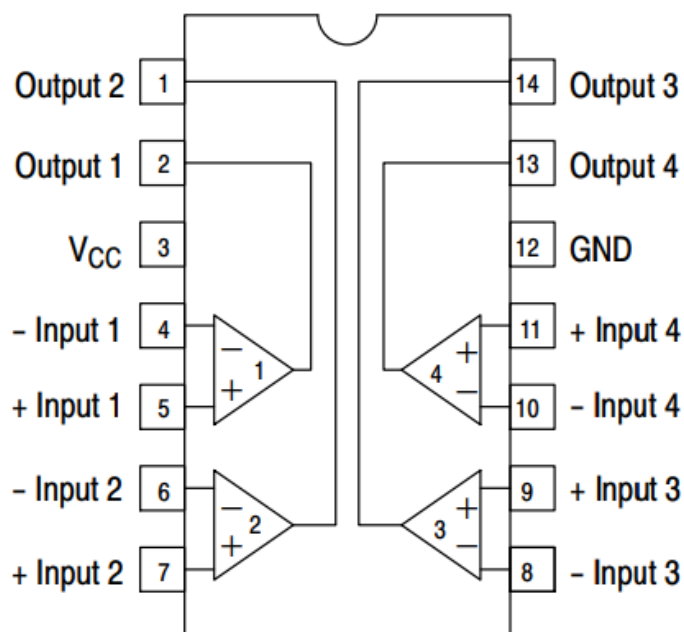 Output 2 1 14 Output 3
Output 1 2 13 Output 4
VCC 3 12 GND
– Input 1 4 11 + Input 4
– 1 + 4
+ Input 1 5 + – 10 – Input 4
– Input 2 6 9 + Input 3
– 2 + 3
+ Input 2 7 + – 8 – Input 3